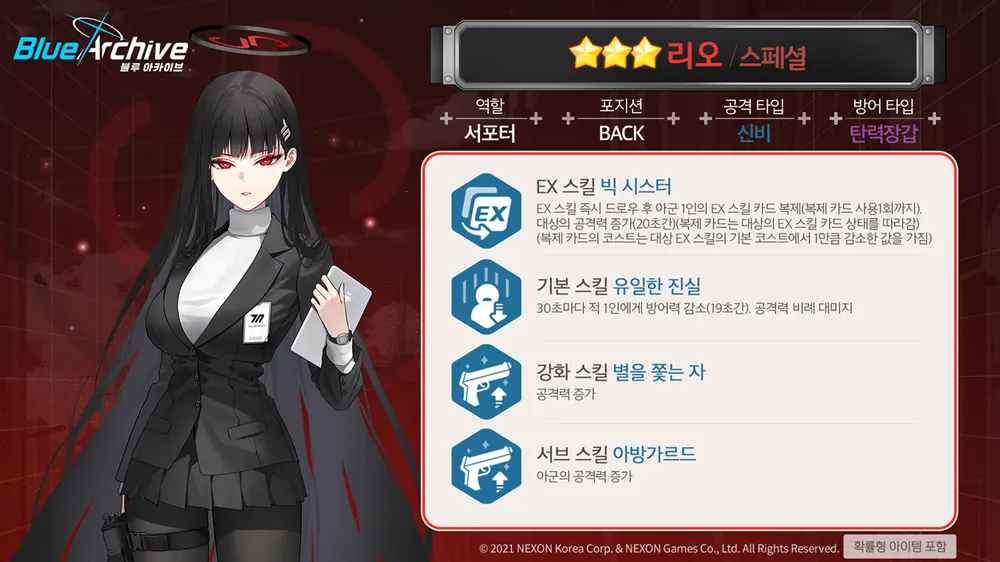 Blue Archive
블루 아카이브
리오 / 스페셜
역할
서포터
포지션
BACK
공격 타입
신비
방어 타입
탄력장갑
EX
EX 스킬 빅 시스터
EX 스킬 즉시 드로우 후 아군 1인의 EX 스킬 카드 복제(복제 카드 사용1회까지).
대상의 공격력 증가(20초간)(복제 카드는 대상의 EX 스킬 카드 상태를 따라감)
(복제 카드의 코스트는 대상 EX 스킬의 기본 코스트에서 1만큼 감소한 값을 가짐)
기본 스킬 유일한 진실
30초마다 적 1인에게 방어력 감소(19초간). 공격력 비례 대미지
강화 스킬 별을 쫓는 자
공격력 증가
서브 스킬 아방가르드
아군의 공격력 증가
© 2021 NEXON Korea Corp. & NEXON Games Co., Ltd. All Rights Reserved.
확률형 아이템 포함